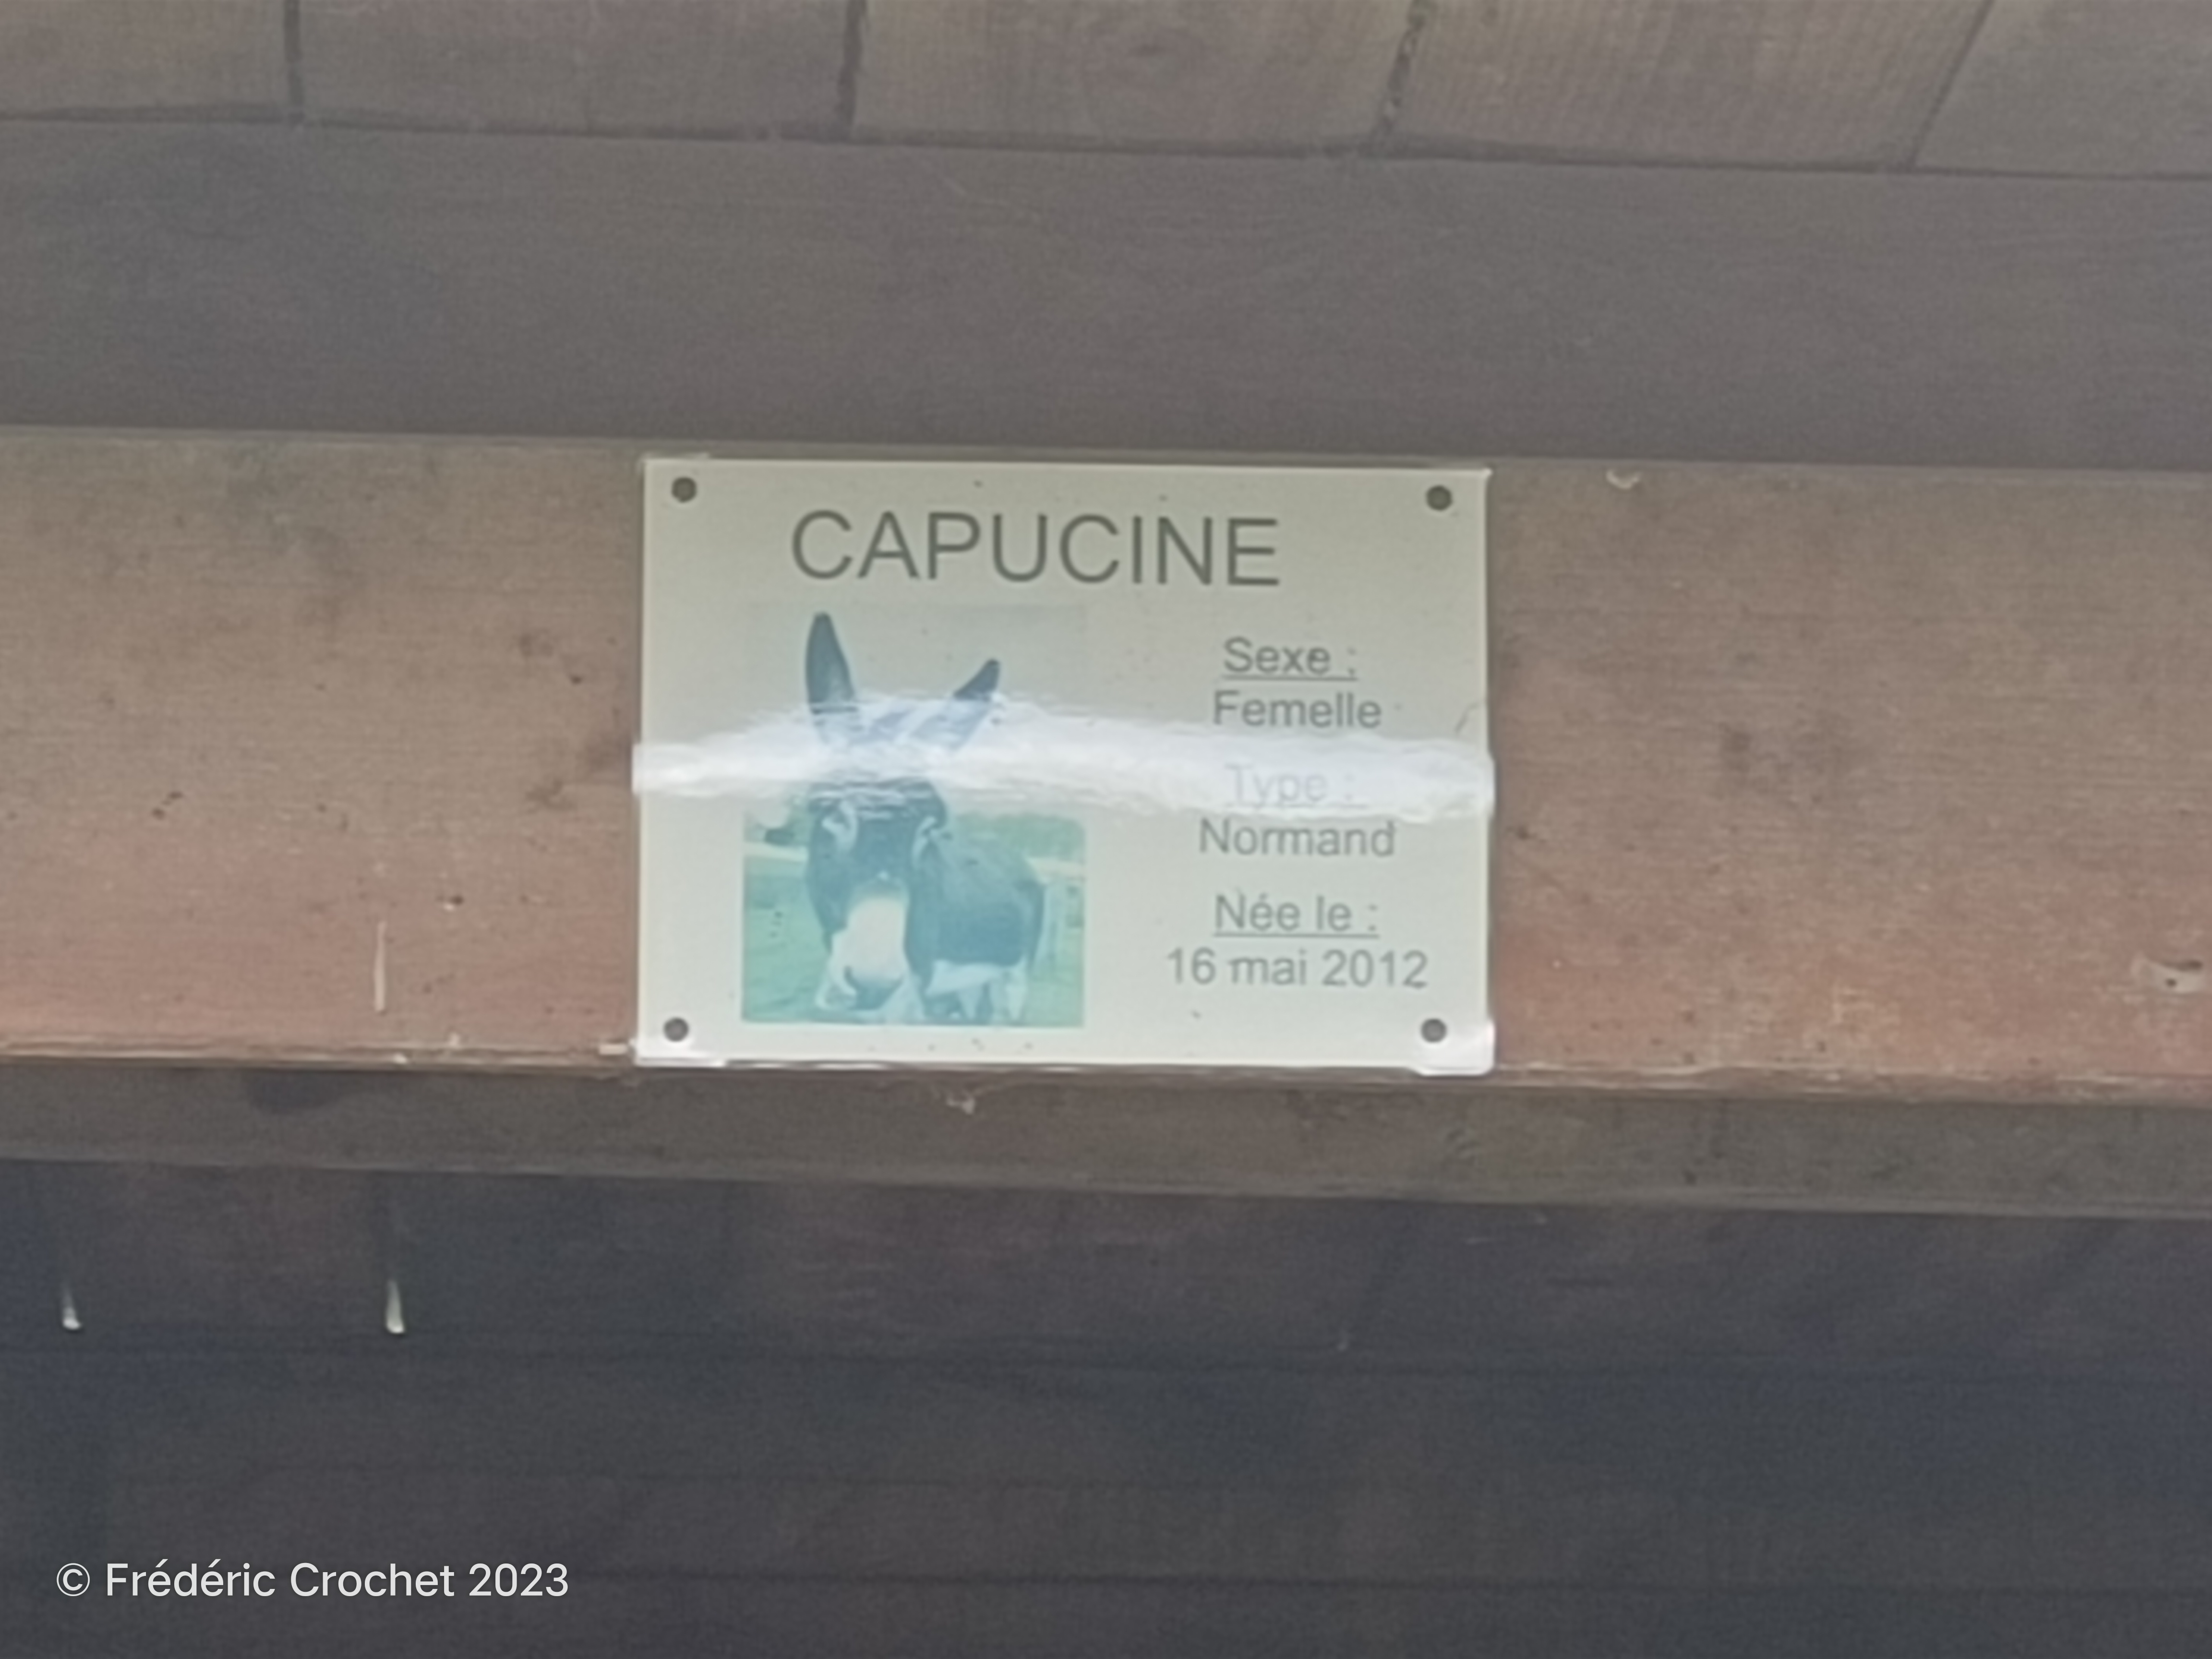 CAPUCINE
Sexe :
Femelle
Type :
Normand
Née le :
16 mai 2012
© Frédéric Crochet 2023